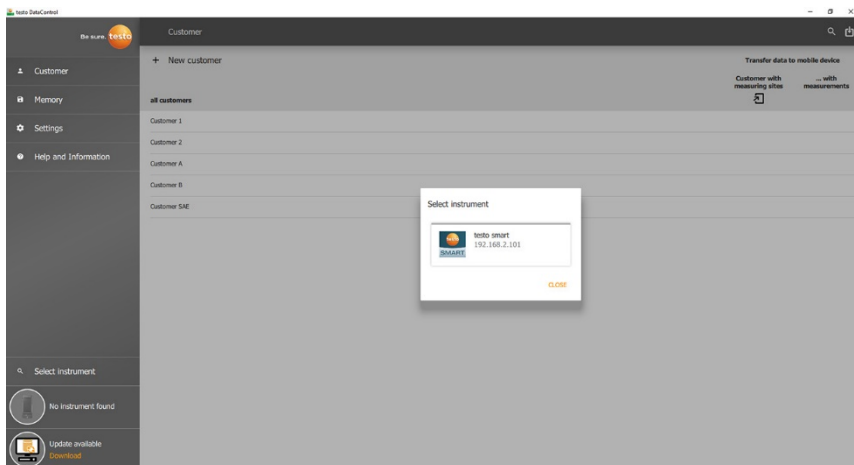 testo DataControl
Be sure. testo
Customer
Customer
Memory
Settings
Help and Information
+ New customer
Transfer data to mobile device
Customer with
measuring sites
... with
measurements
all customers
Customer 1
Customer 2
Customer A
Customer B
Customer SAE
Select instrument
testo
SMART
testo smart
192.168.2.101
CLOSE
Select instrument
No instrument found
Update available
Download